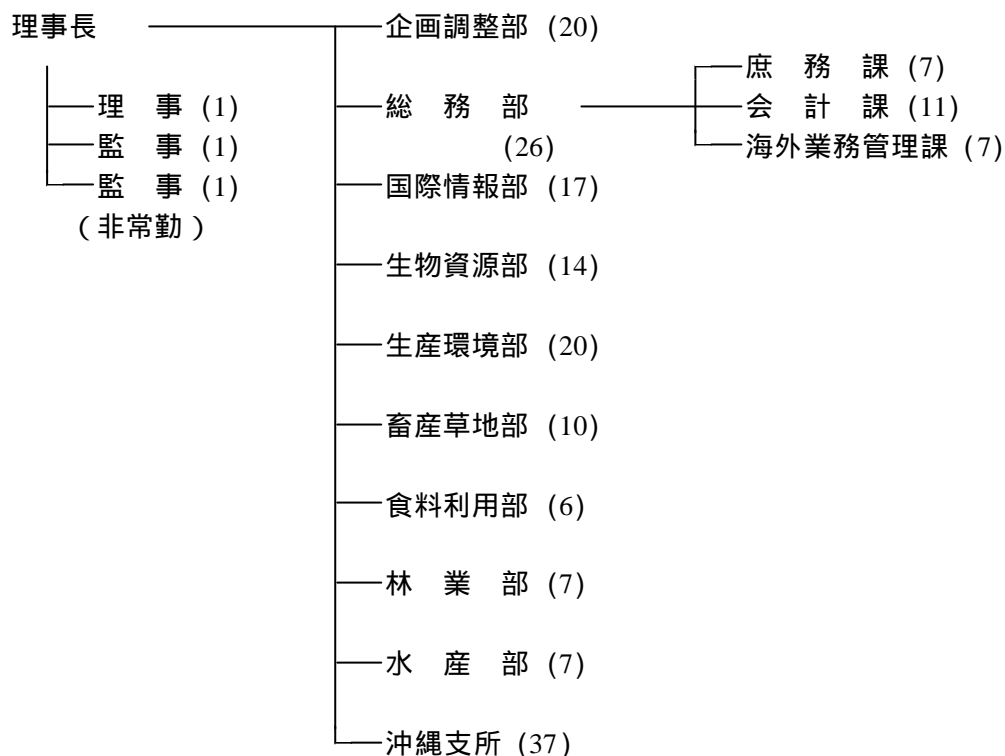 理事長
理　事 (1)
監　事 (1)
監　事 (1)
（非常勤）
企画調整部 (20)
総　務　部
(26)
庶　務　課 (7)
会　計　課 (11)
海外業務管理課 (7)
国際情報部 (17)
生物資源部 (14)
生産環境部 (20)
畜産草地部 (10)
食料利用部 (6)
林　業　部 (7)
水　産　部 (7)
沖縄支所 (37)